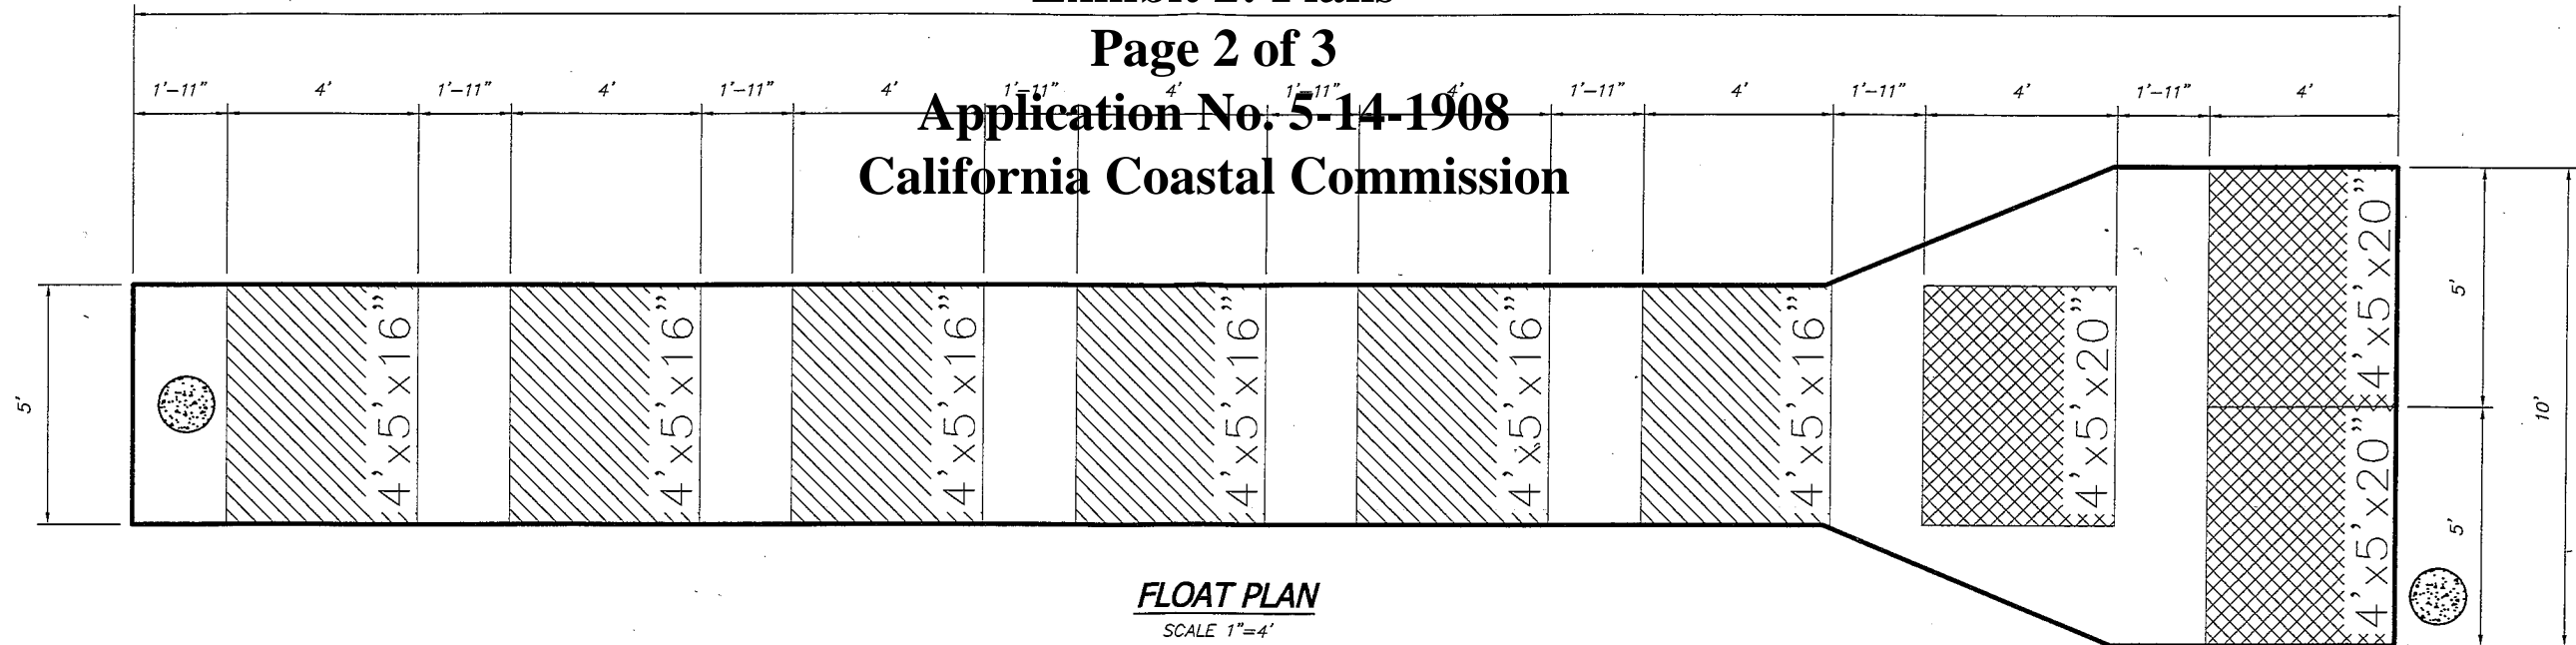 Page 2 of 3
1'-11" 4' 1'-11" 4' 1'-11" 4' 1'-11" 4' 1'-11" 4' 1'-11" 4' 1'-11" 4' 1'-11" 4'
Application No. 5-14-1908
California Coastal Commission
5'
4'x5'x16"
4'x5'x16"
4'x5'x16"
4'x5'x16"
4'x5'x16"
4'x5'x16"
4'x5'x20"
4'x5'x20"
4'x5'x20"
5'
5'
10'
FLOAT PLAN
SCALE 1"=4'